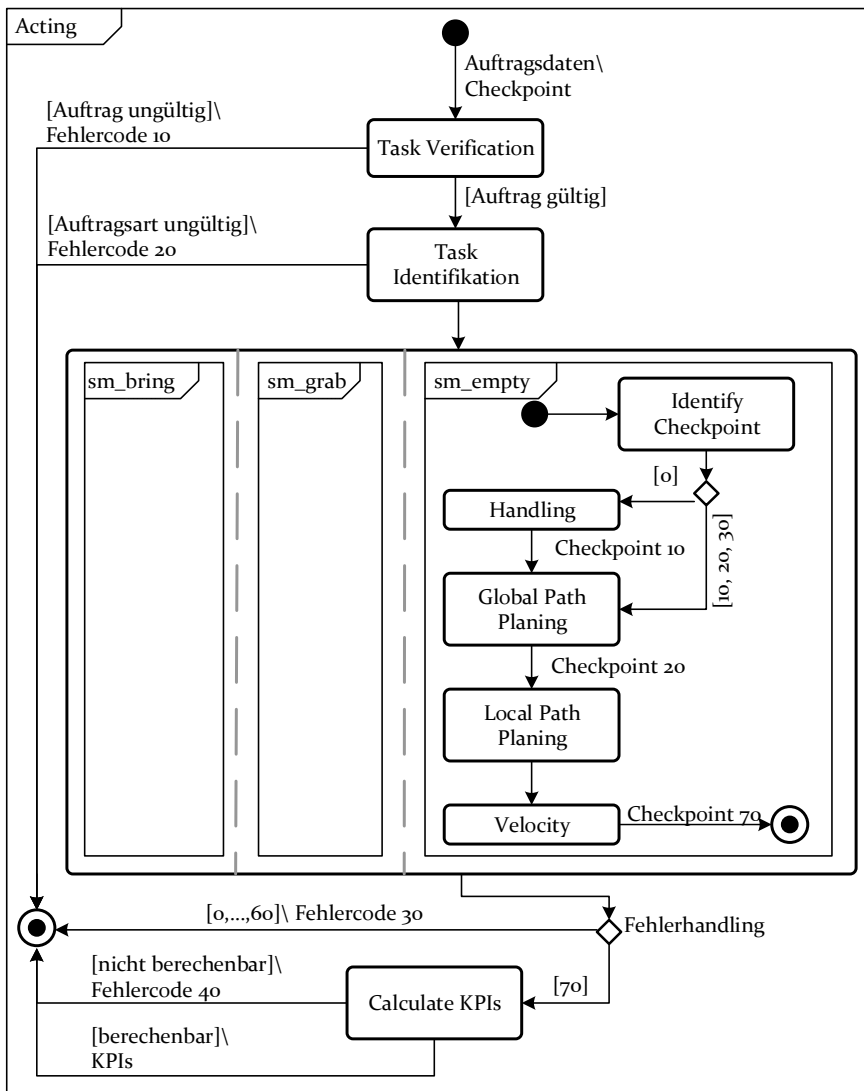 Acting
Auftragsdaten\
Checkpoint
[Auftrag ungültig]\
Fehlercode 10
Task Verification
[Auftrag gültig]
[Auftragsart ungültig]\
Fehlercode 20
Task
Identifikation
sm_bring
sm_grab
sm_empty
Identify
Checkpoint
[0]
Handling
[10, 20, 30]
Checkpoint 10
Global Path
Planing
Checkpoint 20
Local Path
Planing
Velocity
Checkpoint 70
[0,...,60]\ Fehlercode 30
Fehlerhandling
[nicht berechenbar]\
Fehlercode 40
[70]
Calculate KPIs
[berechenbar]\
KPIs